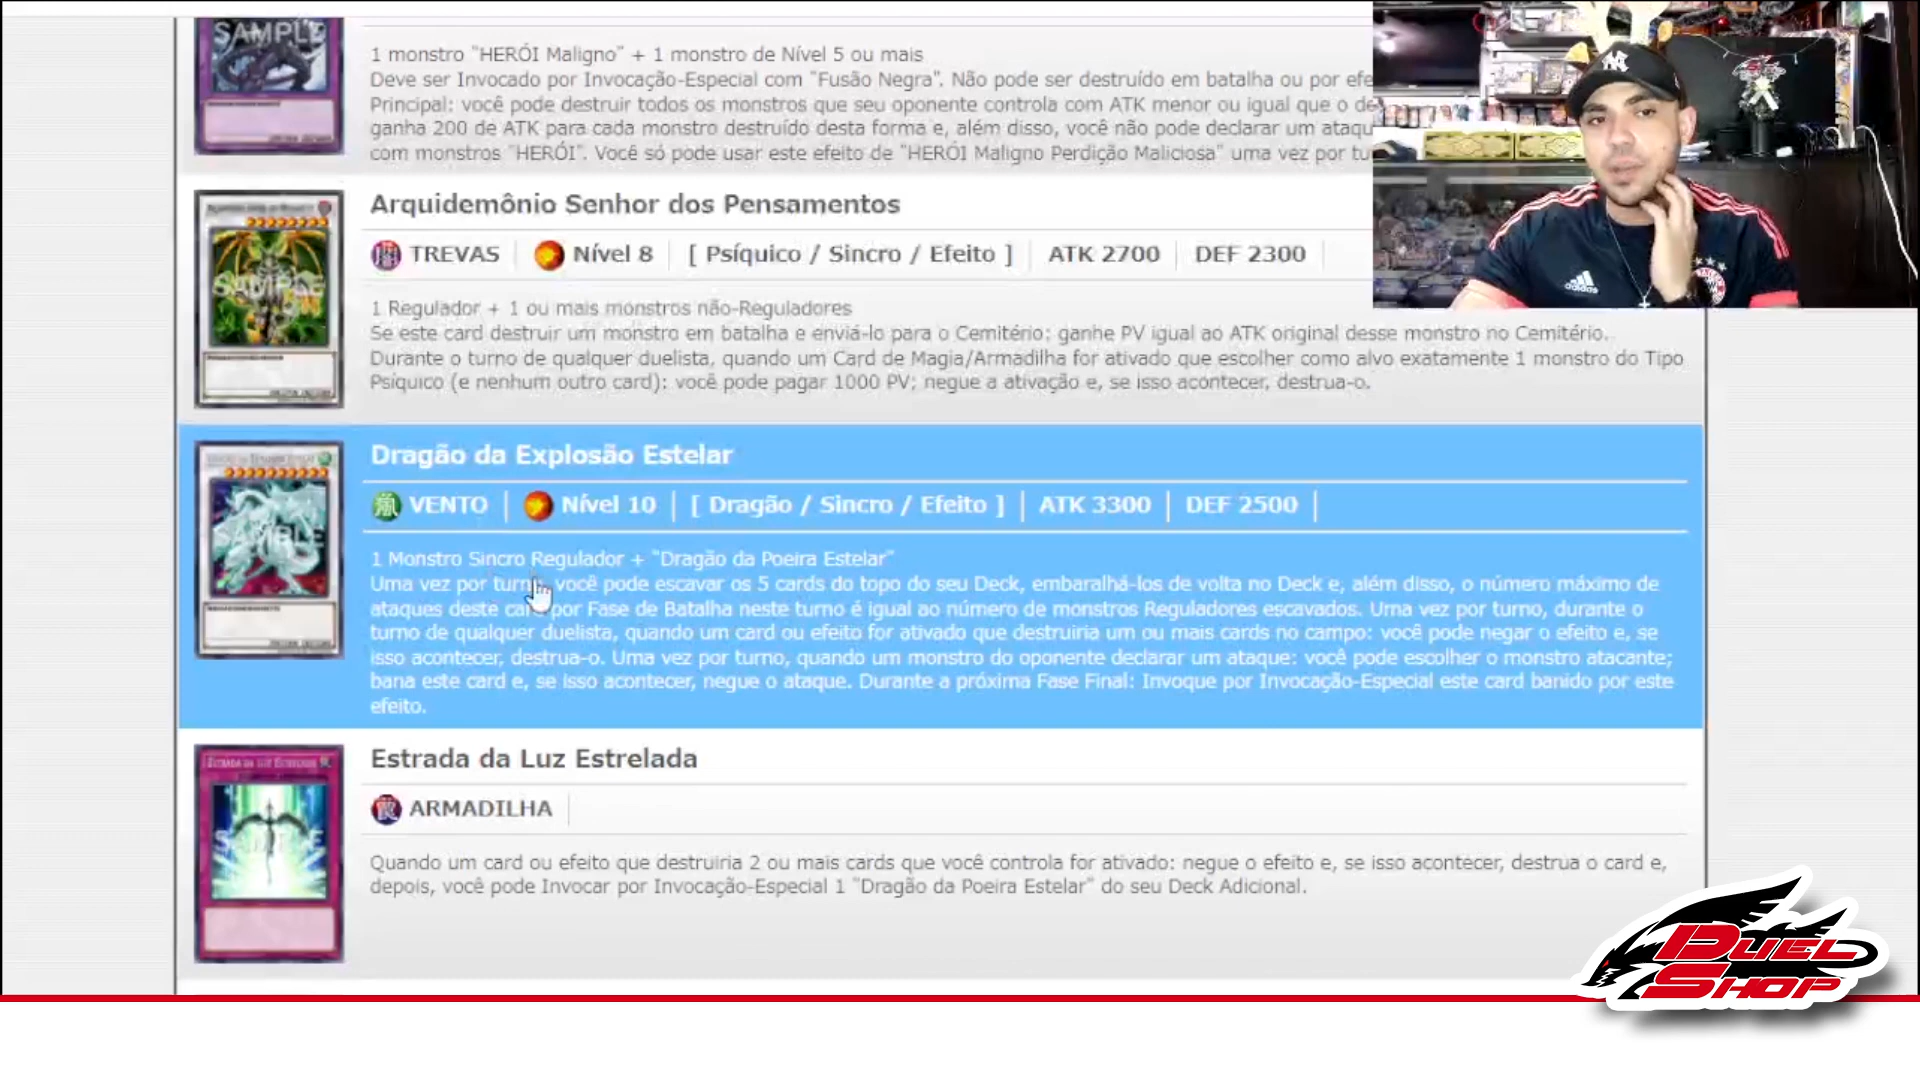 SAMPLE
1 monstro "HERÓI Maligno" + 1 monstro de Nível 5 ou mais
Deve ser Invocado por Invocação-Especial com "Fusão Negra". Não pode ser destruído em batalha ou por efe
Principal: você pode destruir todos os monstros que seu oponente controla com ATK menor ou igual que o de
ganha 200 de ATK para cada monstro destruído desta forma e, além disso, você não pode declarar um ataqu
com monstros "HERÓI". Você só pode usar este efeito de "HERÓI Maligno Perdição Maliciosa" uma vez por tu
Arquidemônio Senhor dos Pensamentos
TREVAS Nível 8 [ Psíquico / Sincro / Efeito ] ATK 2700 DEF 2300
SAMPLE
1 Regulador + 1 ou mais monstros não-Reguladores
Se este card destruir um monstro em batalha e enviá-lo para o Cemitério: ganhe PV igual ao ATK original desse monstro no Cemitério.
Durante o turno de qualquer duelista, quando um Card de Magia/Armadilha for ativado que escolher como alvo exatamente 1 monstro do Tipo
Psíquico (e nenhum outro card): você pode pagar 1000 PV; negue a ativação e, se isso acontecer, destrua-o.
Dragão da Explosão Estelar
VENTO Nível 10 [ Dragão / Sincro / Efeito ] ATK 3300 DEF 2500
SAMPLE
1 Monstro Sincro Regulador + "Dragão da Poeira Estelar"
Uma vez por turno, você pode escavar os 5 cards do topo do seu Deck, embaralhá-los de volta no Deck e, além disso, o número máximo de
ataques deste card por Fase de Batalha neste turno é igual ao número de monstros Reguladores escavados. Uma vez por turno, durante o
turno de qualquer duelista, quando um card ou efeito for ativado que destruiria um ou mais cards no campo: você pode negar o efeito e, se
isso acontecer, destrua-o. Uma vez por turno, quando um monstro do oponente declarar um ataque: você pode escolher o monstro atacante;
bana este card e, se isso acontecer, negue o ataque. Durante a próxima Fase Final: Invoque por Invocação-Especial este card banido por este
efeito.
Estrada da Luz Estrelada
ESTRADA DA LUZ ESTRELADA
ARMADILHA
SAMPLE
Quando um card ou efeito que destruiria 2 ou mais cards que você controla for ativado: negue o efeito e, se isso acontecer, destrua o card e,
depois, você pode Invocar por Invocação-Especial 1 "Dragão da Poeira Estelar" do seu Deck Adicional.
adidas
DUEL
SHOP